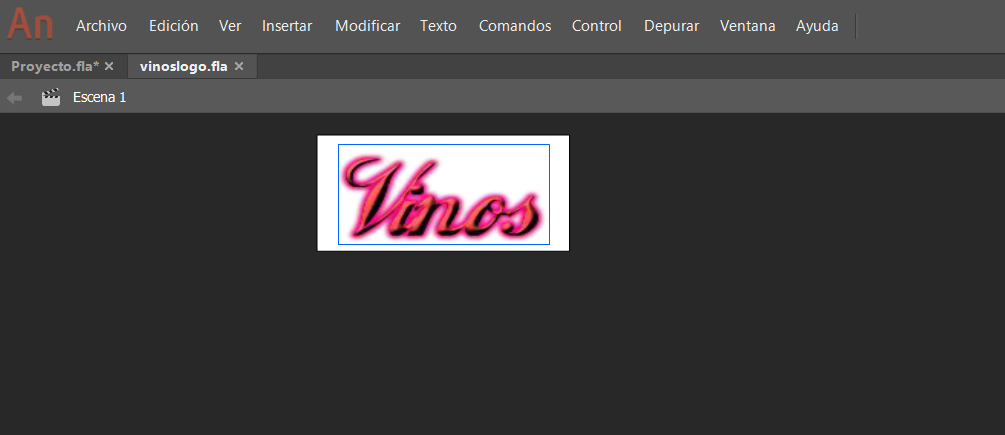 An Archivo Edición Ver Insertar Modificar Texto Comandos Control Depurar Ventana Ayuda
Proyecto.fla* × vinoslogo.fla ×
Escena 1
Vinos